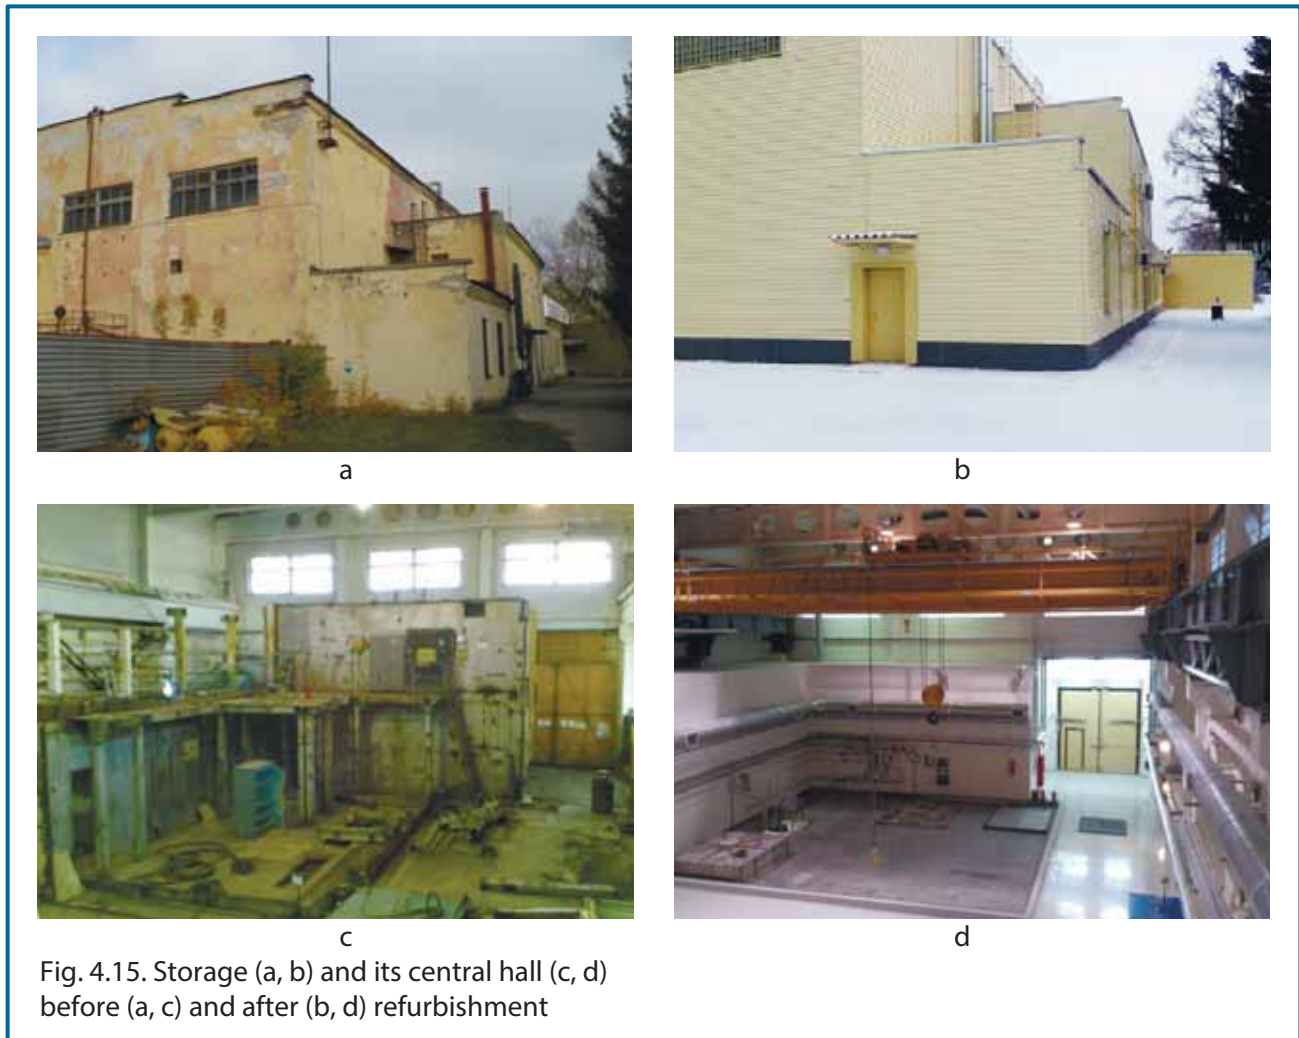 a
b
c
d
Fig. 4.15. Storage (a, b) and its central hall (c, d)
before (a, c) and after (b, d) refurbishment